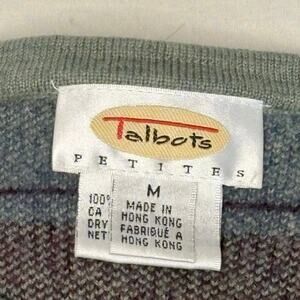 Talbots
PETITES
M
MADE IN
HONG KONG
FABRIQUÉ A
HONG KONG
100%
CA
DRY
NET